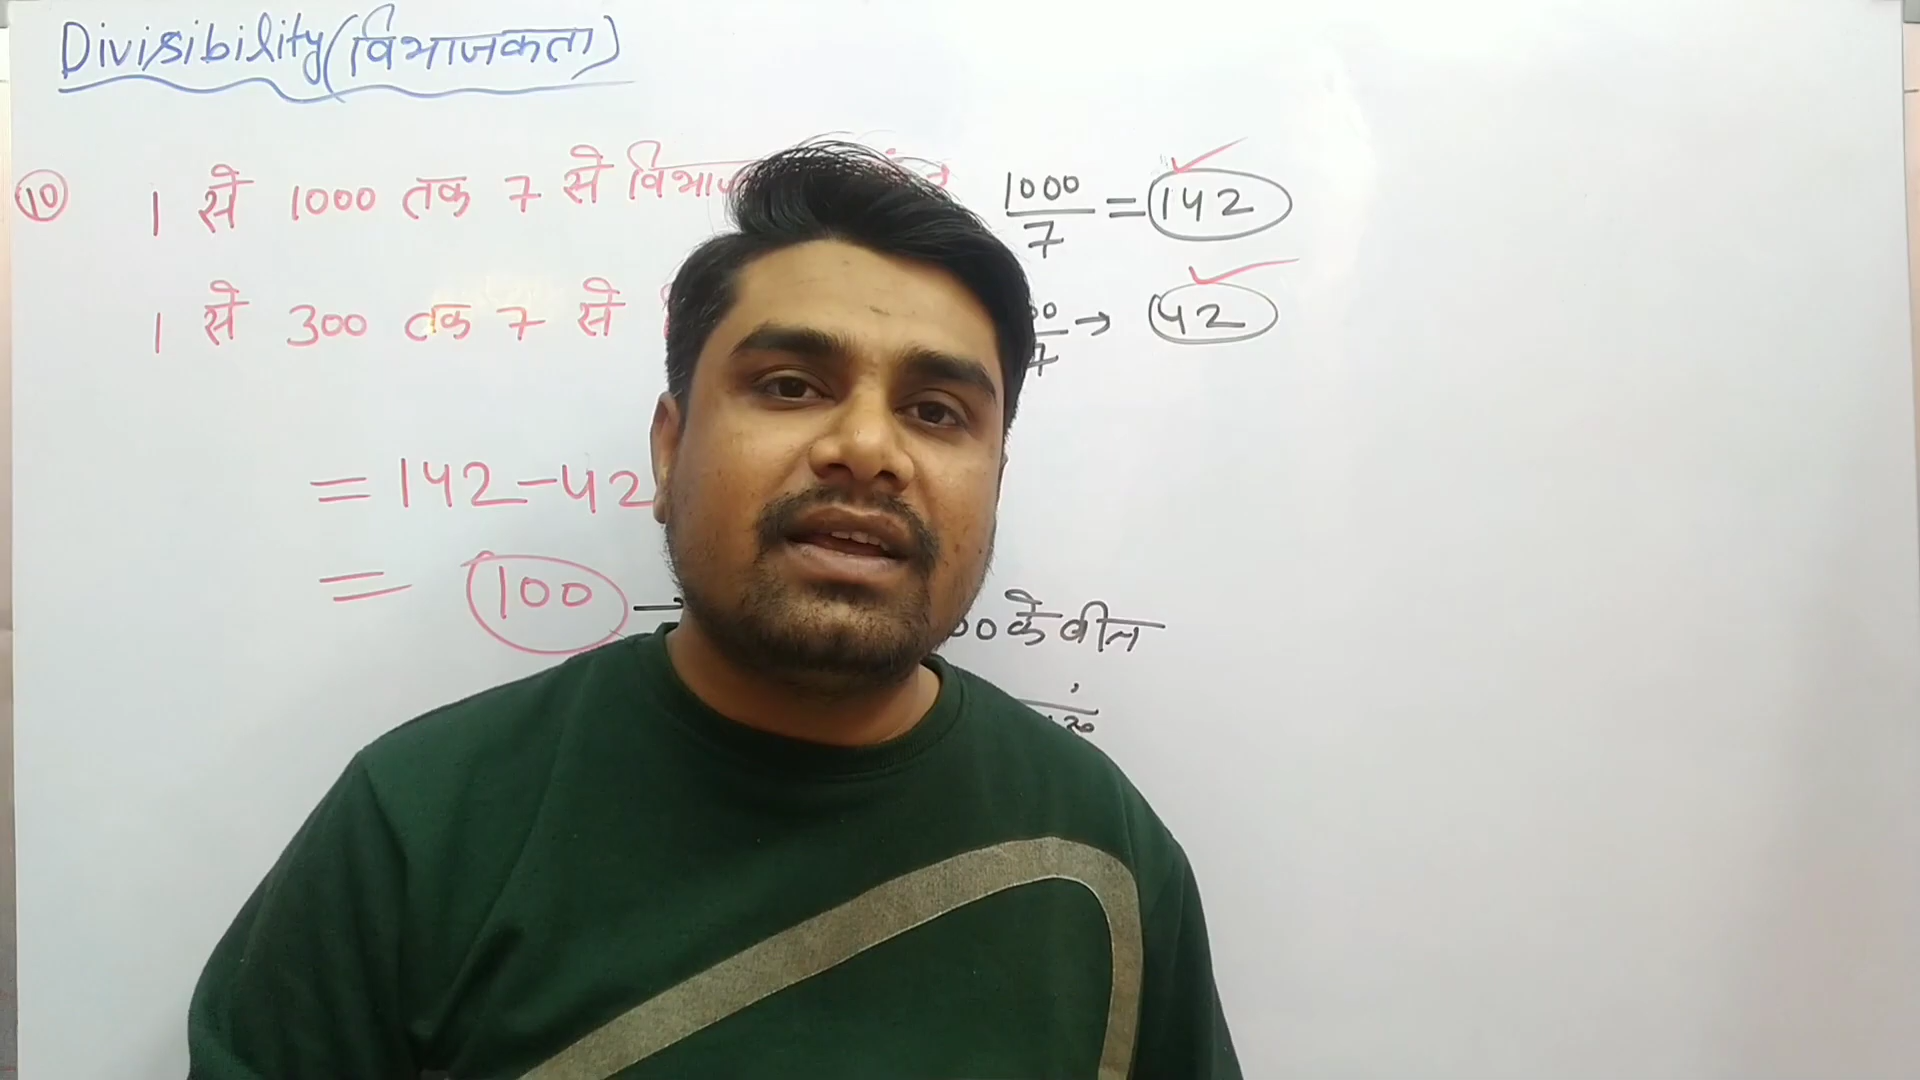 Divisibility (विभाजकता)
10 1 से 1000 तक 7 से 1000/7 = 142
1 से 300 तक 7 से 7 → 42
= 142 - 42
= 100 → के बीच